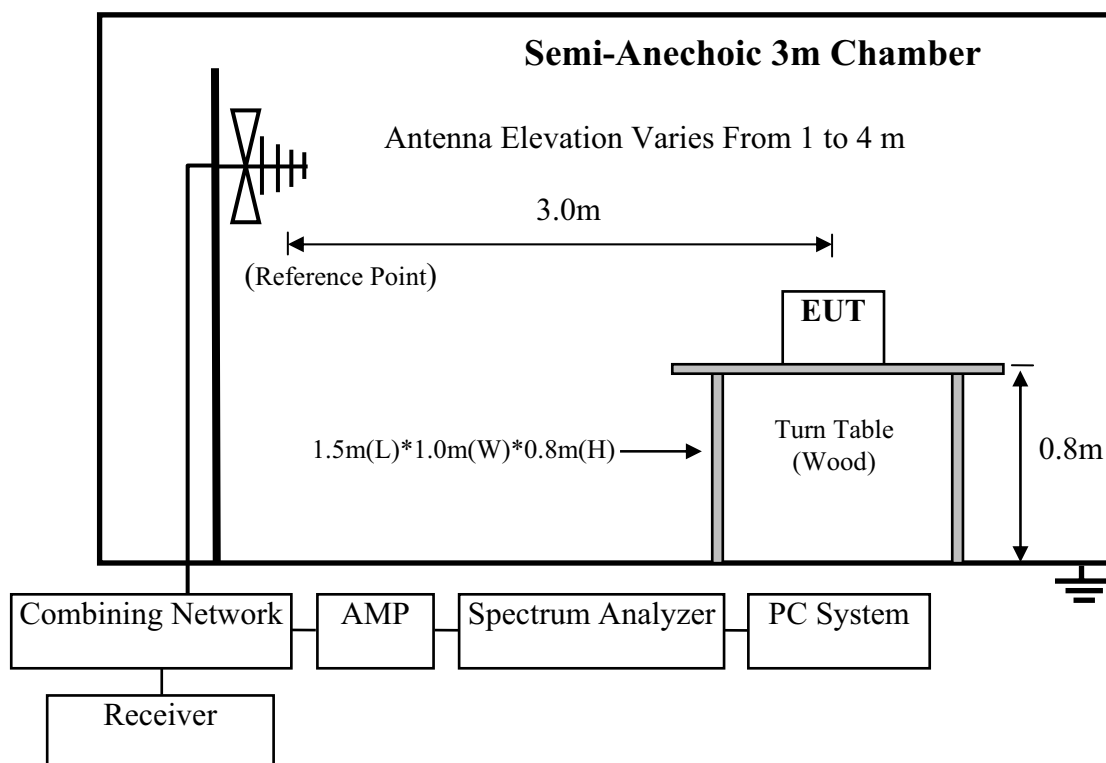 Semi-Anechoic 3m Chamber
Antenna Elevation Varies From 1 to 4 m
3.0m
(Reference Point)
EUT
1.5m(L)*1.0m(W)*0.8m(H)
Turn Table
(Wood)
0.8m
Combining Network
AMP
Spectrum Analyzer
PC System
Receiver